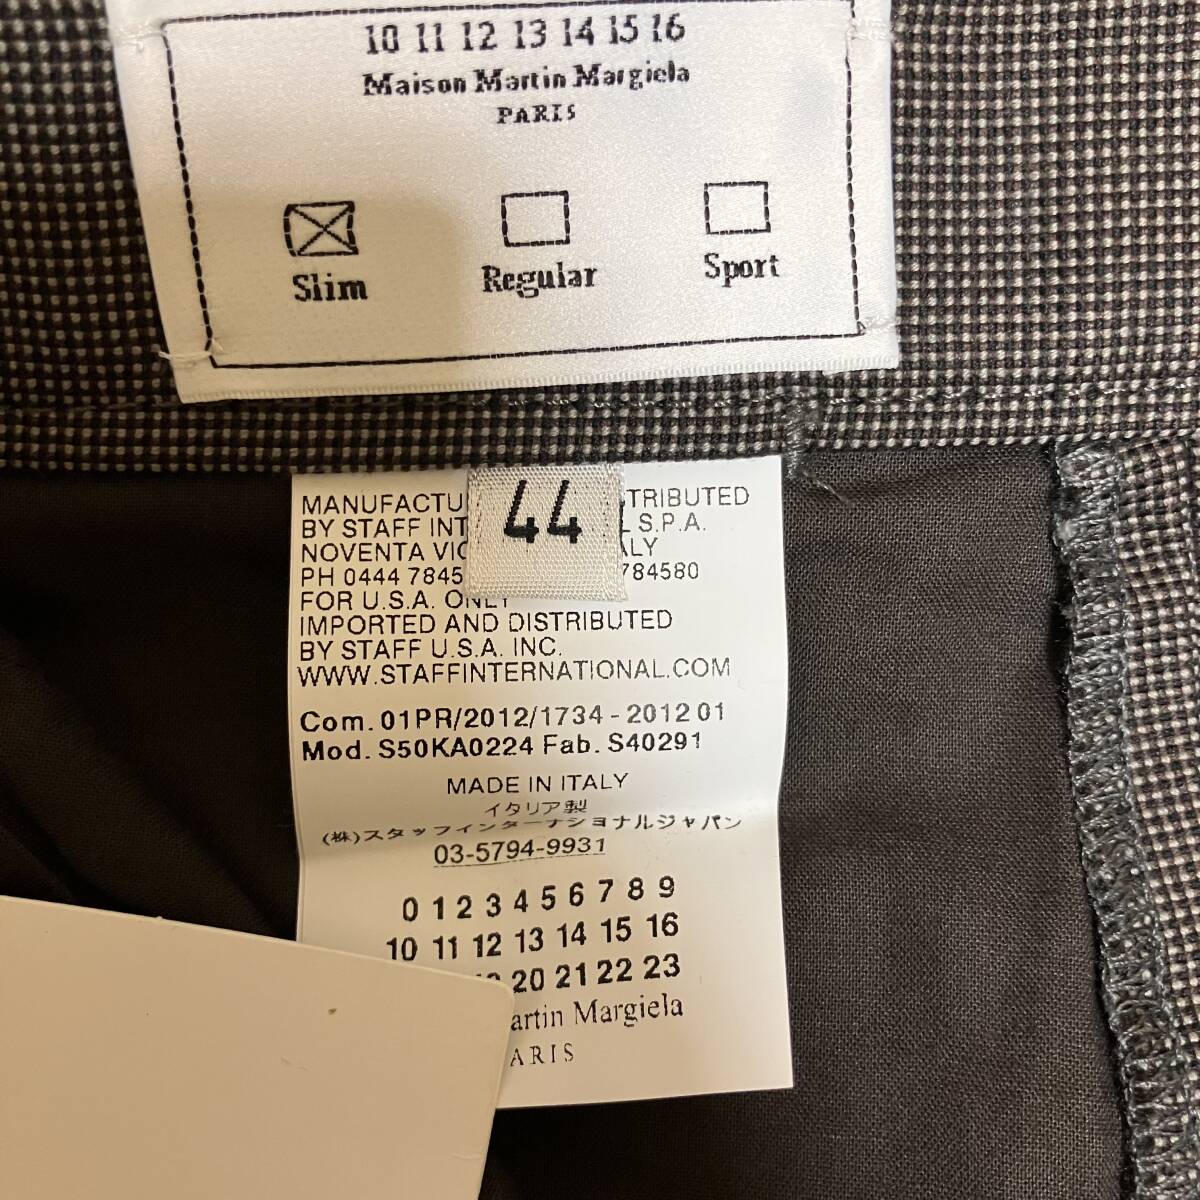 10 11 12 13 14 15 16
Maison Martin Margiela
PARIS
Slim
Regular
Sport
44
MANUFACTU TRIBUTED
BY STAFF INT L S.P.A.
NOVENTA VIC ALY
PH 0444 7845 784580
FOR U.S.A. ONLY
IMPORTED AND DISTRIBUTED
BY STAFF U.S.A. INC.
WWW.STAFFINTERNATIONAL.COM
Com. 01PR/2012/1734 - 2012 01
Mod. S50KA0224 Fab. S40291
MADE IN ITALY
イタリア製
(株)スタッフインターナショナルジャパン
03-5794-9931
0 1 2 3 4 5 6 7 8 9
10 11 12 13 14 15 16
20 21 22 23
artin Margiela
ARIS